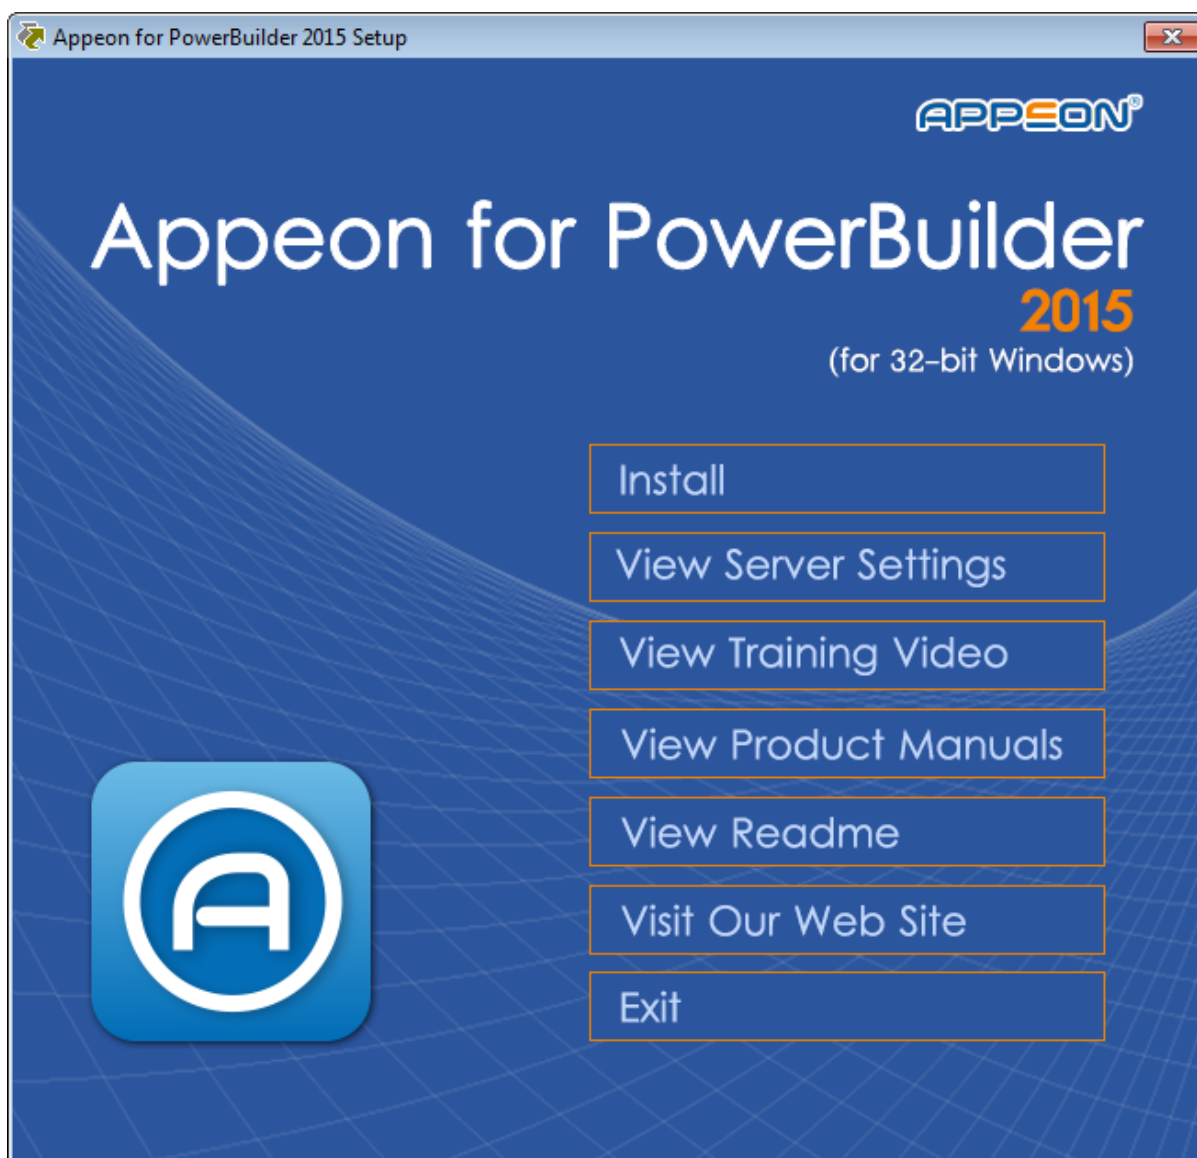 Appeon for PowerBuilder 2015 Setup
APPEON®
Appeon for PowerBuilder
2015
(for 32-bit Windows)
Install
View Server Settings
View Training Video
View Product Manuals
View Readme
Visit Our Web Site
Exit